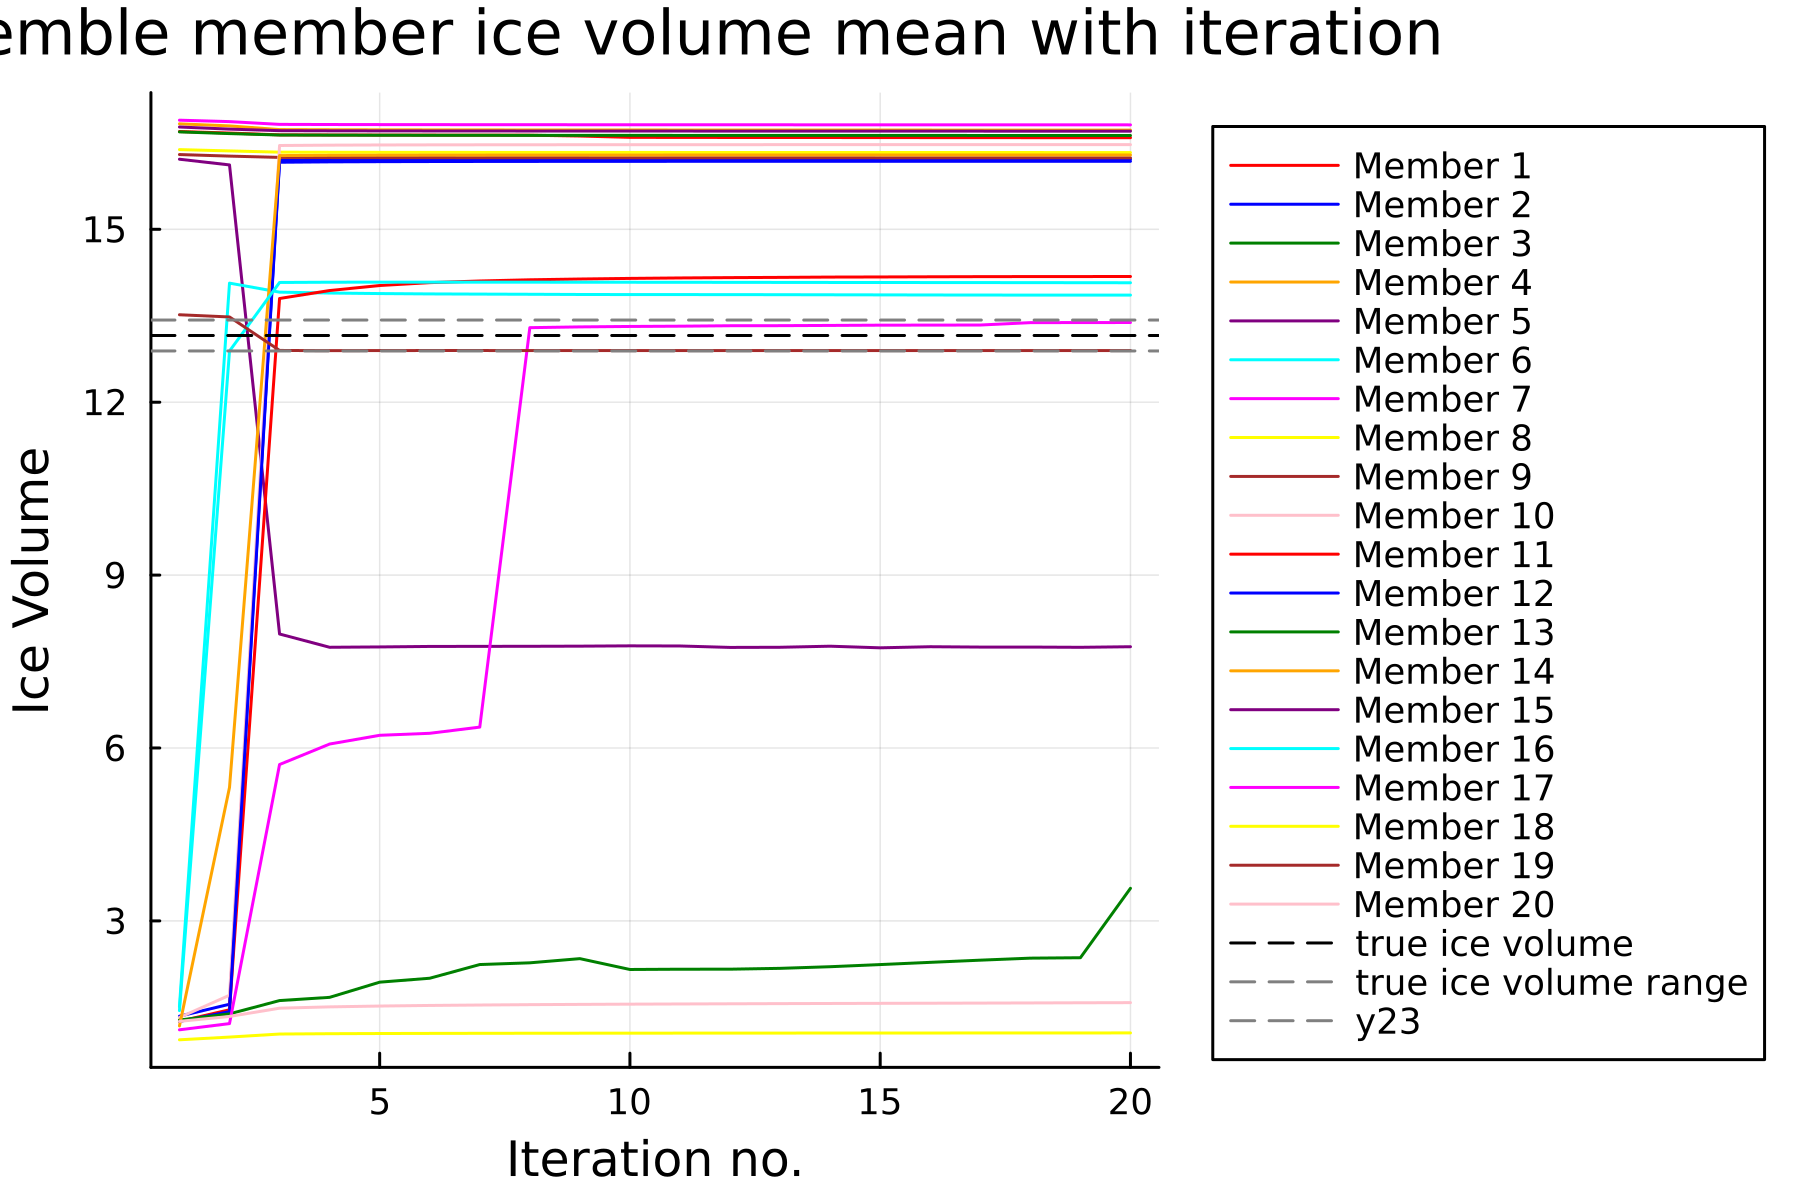 emble member ice volume mean with iteration
Ice Volume
15
12
9
6
3
5 10 15 20
Iteration no.
Member 1
Member 2
Member 3
Member 4
Member 5
Member 6
Member 7
Member 8
Member 9
Member 10
Member 11
Member 12
Member 13
Member 14
Member 15
Member 16
Member 17
Member 18
Member 19
Member 20
true ice volume
true ice volume range
y23